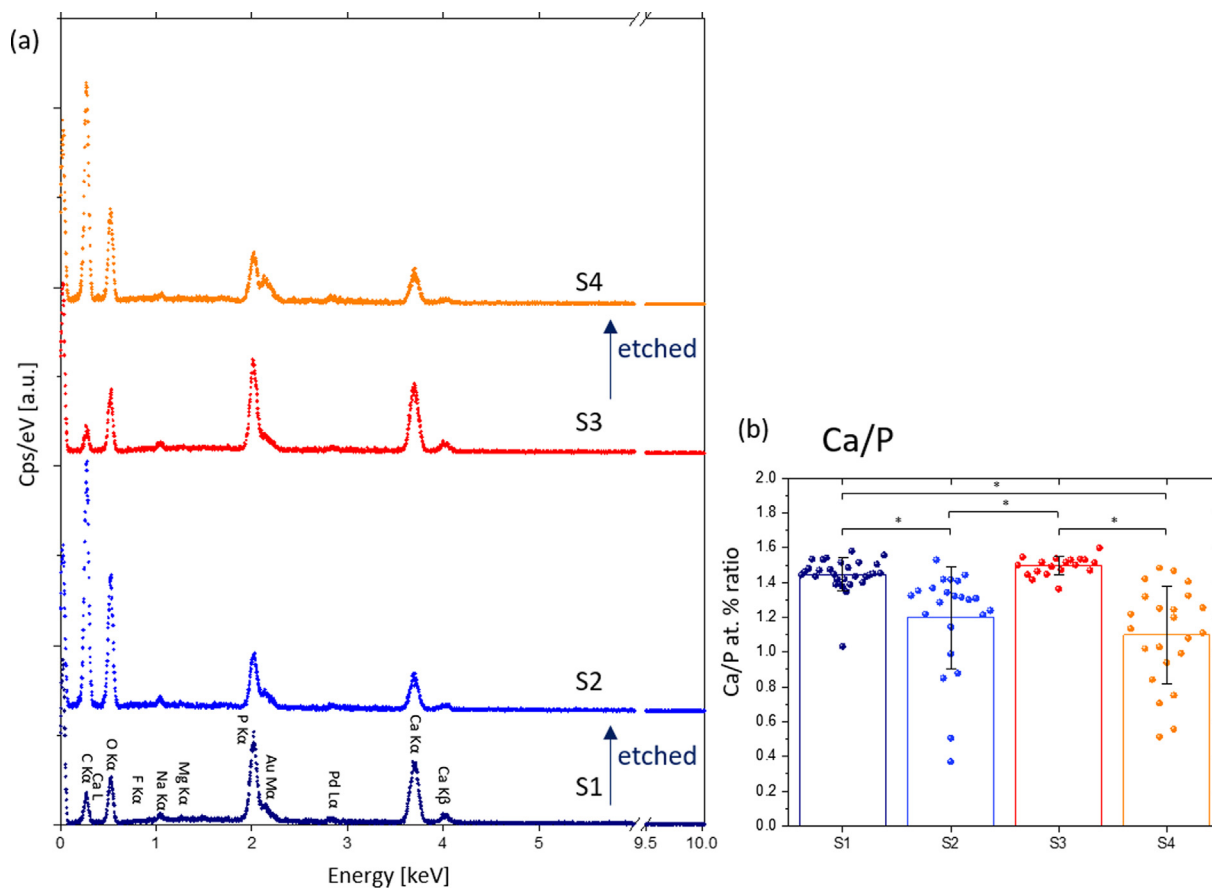 (a)
S4
etched
S3
S2
etched
S1
C Kα
Ca L
O Kα
F Kα
Na Kα
Mg Kα
P Kα
Au Mα
Pd Lα
Ca Kα
Ca Kβ
Cps/eV [a.u.]
0 1 2 3 4 5 9.5 10.0
Energy [keV]
(b) Ca/P
2.0
1.8
1.6
1.4
1.2
1.0
0.8
0.6
0.4
0.2
0.0
Ca/P at. % ratio
*
*
*
*
S1 S2 S3 S4